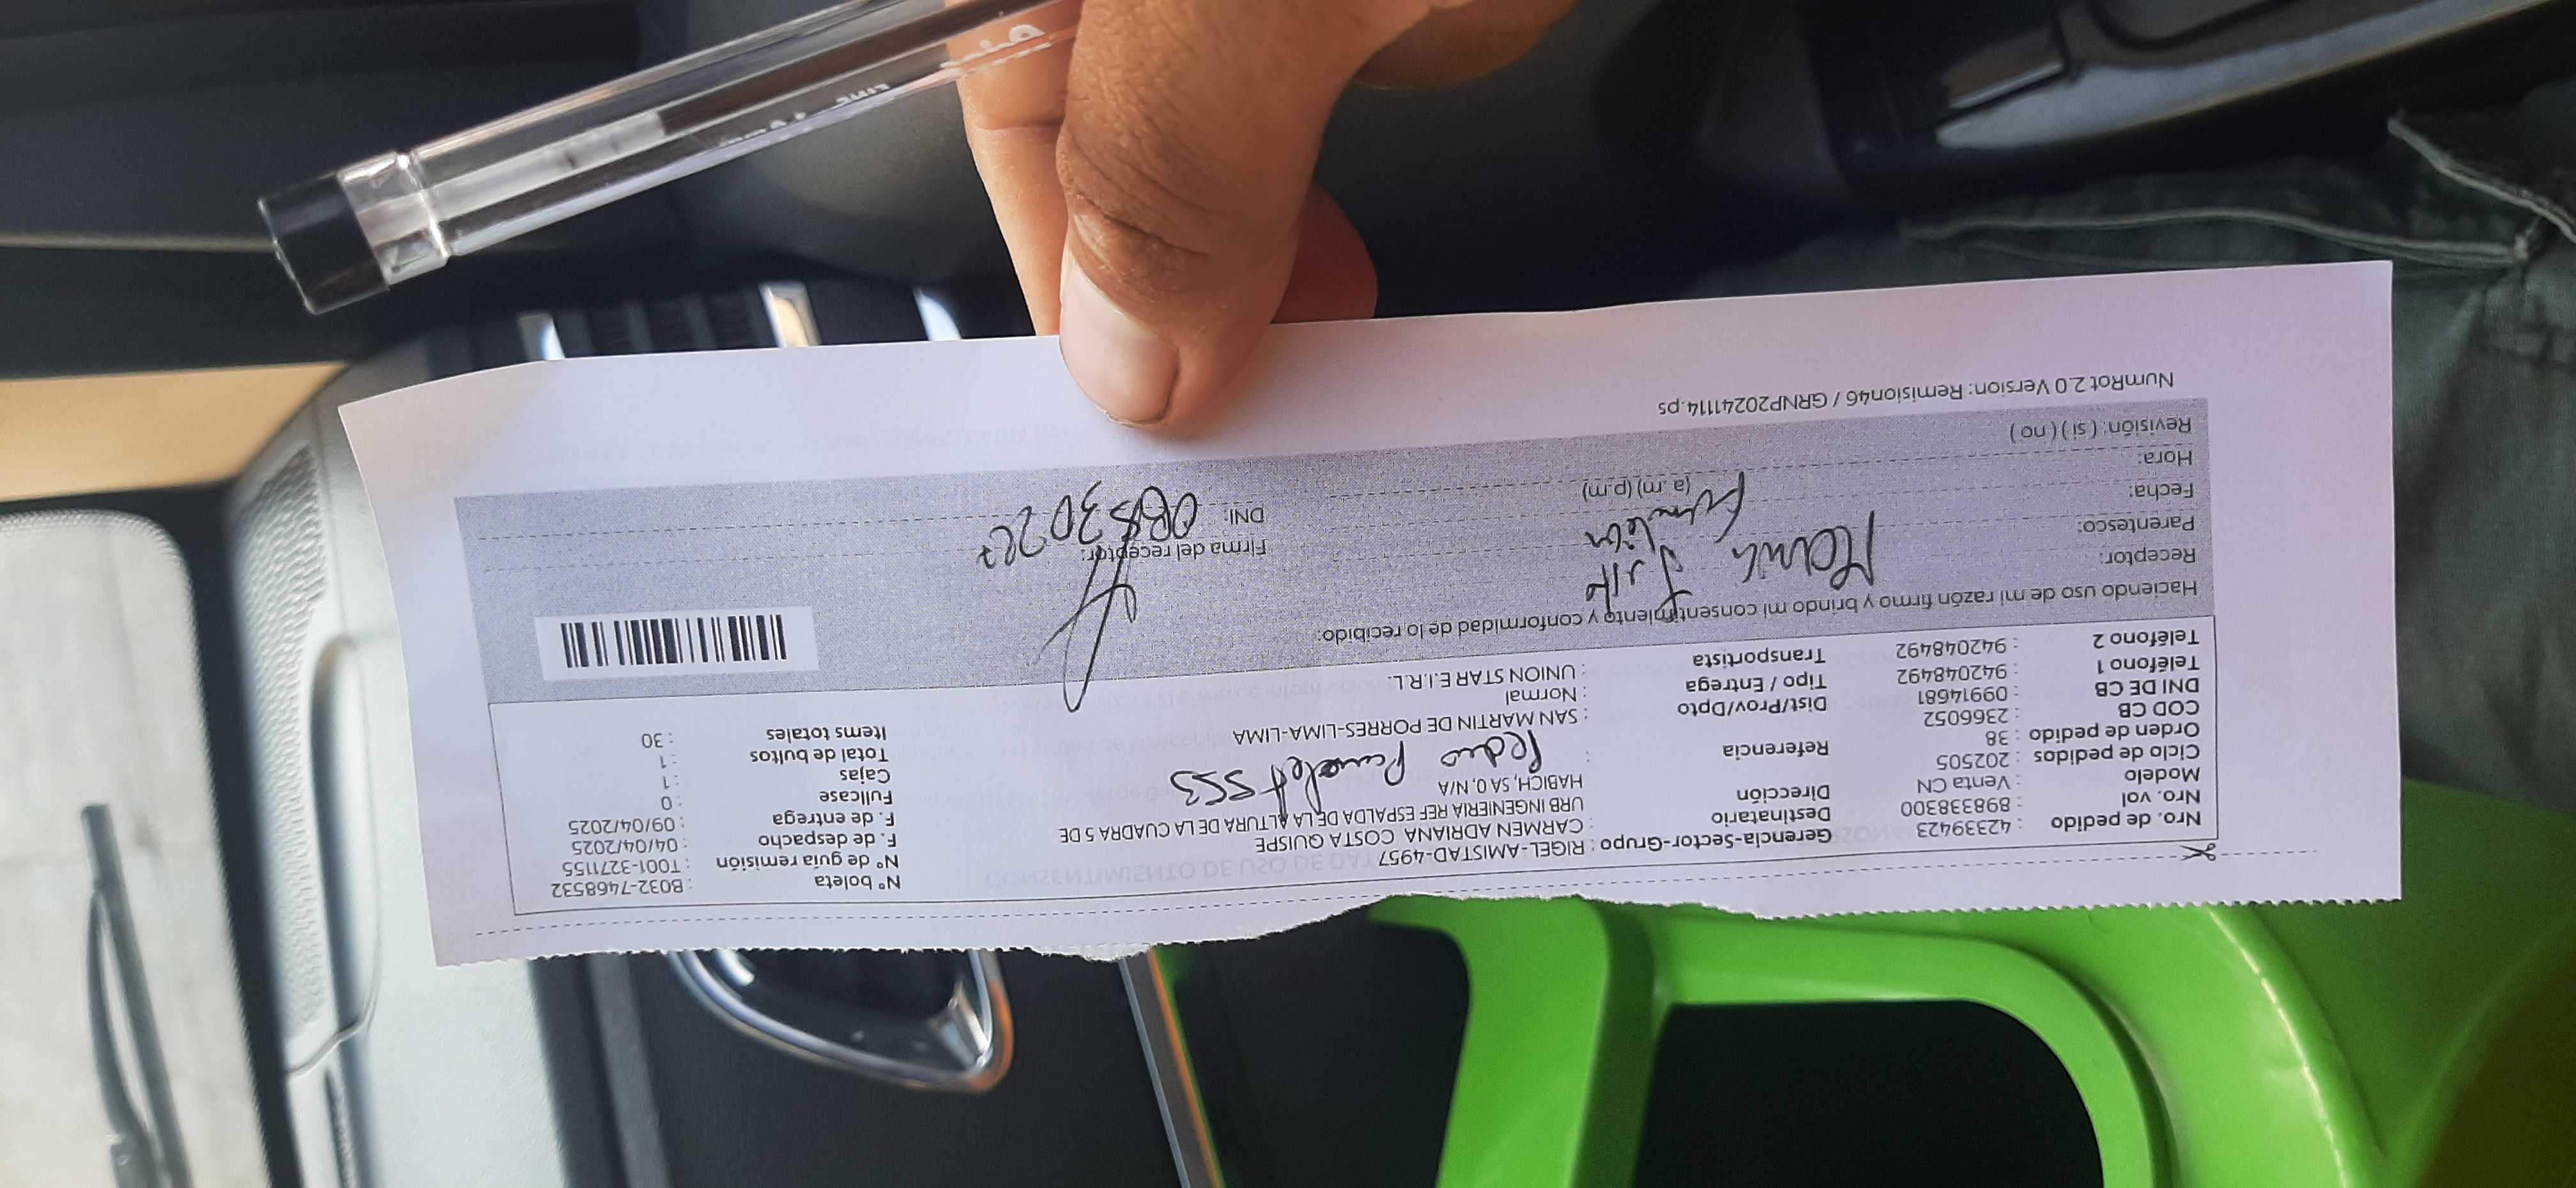 Nro. de pedido : 42339423
Nro. vol : 898338300
Modelo : Venta CN
Ciclo de pedidos : 202505
Orden de pedido : 38
COD CB : 2366052
DNI DE CB : 09914681
Teléfono 1 : 942048492
Teléfono 2 : 942048492
Gerencia-Sector-Grupo : RIGEL-AMISTAD-4957
Destinatario : CARMEN ADRIANA COSTA QUISPE
Dirección : URB INGENIERIA REF ESPALDA DE LA ALTURA DE LA CUADRA 5 DE
HABICH, SA 0, N/A
Referencia : Pedro 553
Dist/Prov/Dpto : SAN MARTIN DE PORRES-LIMA-LIMA
Tipo / Entrega : Normal
Transportista : UNION STAR E.I.R.L.
N° boleta : B032-7468532
N° de guia remisión : T001-3271155
F. de despacho : 04/04/2025
F. de entrega : 09/04/2025
Fullcase : 0
Cajas : 1
Total de bultos : 1
Items totales : 30
Haciendo uso de mi razón firmo y brindo mi consentimiento y conformidad de lo recibido:
Receptor:
Parentesco:
Fecha:
Hora: (a.m) (p.m)
Revisión: ( si ) ( no )
Firma del receptor:
DNI:
NumRot 2.0 Version: Remision46 / GRNP20241114.ps